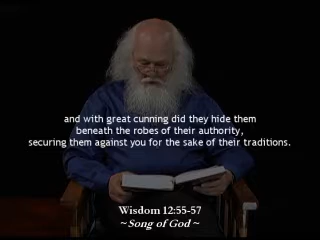 and with great cunning did they hide them
beneath the robes of their authority,
securing them against you for the sake of their traditions.
Wisdom 12:55-57
~Song of God ~